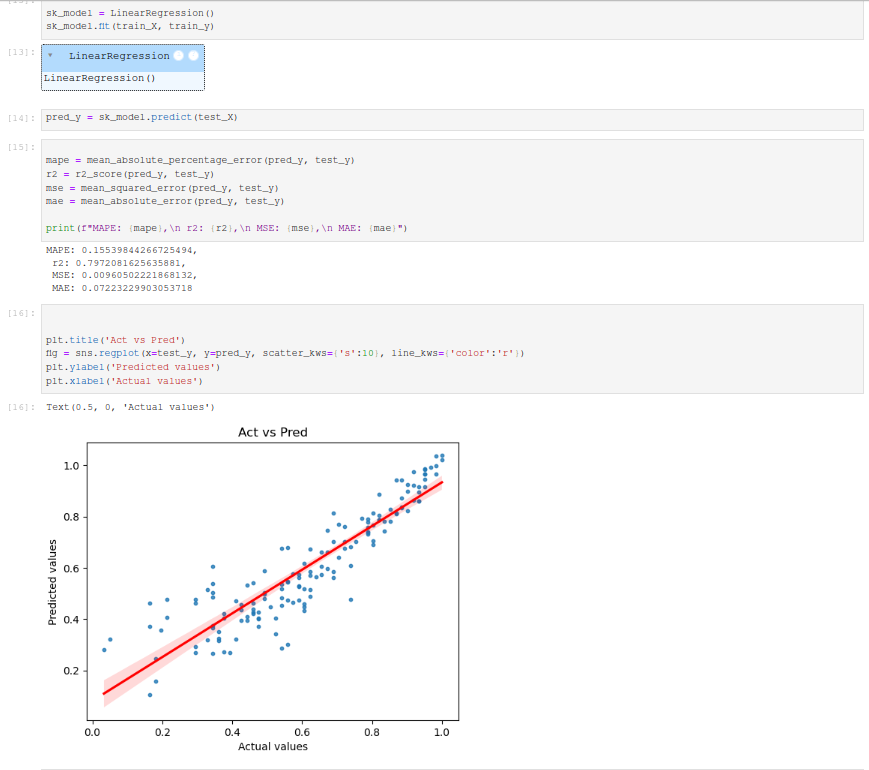 sk_model = LinearRegression()
sk_model.fit(train_X, train_y)
[13]:
▾ LinearRegression
LinearRegression()
[14]: pred_y = sk_model.predict(test_X)
[15]:
mape = mean_absolute_percentage_error(pred_y, test_y)
r2 = r2_score(pred_y, test_y)
mse = mean_squared_error(pred_y, test_y)
mae = mean_absolute_error(pred_y, test_y)
print(f"MAPE: {mape},\n r2: {r2},\n MSE: {mse},\n MAE: {mae}")
MAPE: 0.15539844266725494,
r2: 0.7972081625635881,
MSE: 0.00960502221868132,
MAE: 0.07223229903053718
[16]:
plt.title('Act vs Pred')
fig = sns.regplot(x=test_y, y=pred_y, scatter_kws={'s':10}, line_kws={'color':'r'})
plt.ylabel('Predicted values')
plt.xlabel('Actual values')
[16]: Text(0.5, 0, 'Actual values')
Act vs Pred
1.0
0.8
0.6
0.4
0.2
Predicted values
0.0 0.2 0.4 0.6 0.8 1.0
Actual values